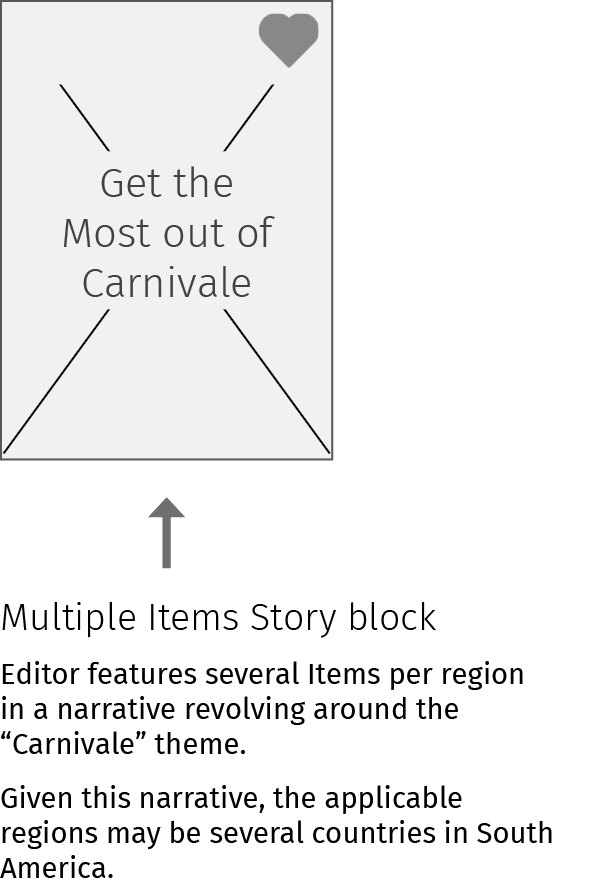 Get the
Most out of
Carnivale
Multiple Items Story block
Editor features several Items per region
in a narrative revolving around the
“Carnivale” theme.
Given this narrative, the applicable
regions may be several countries in South
America.